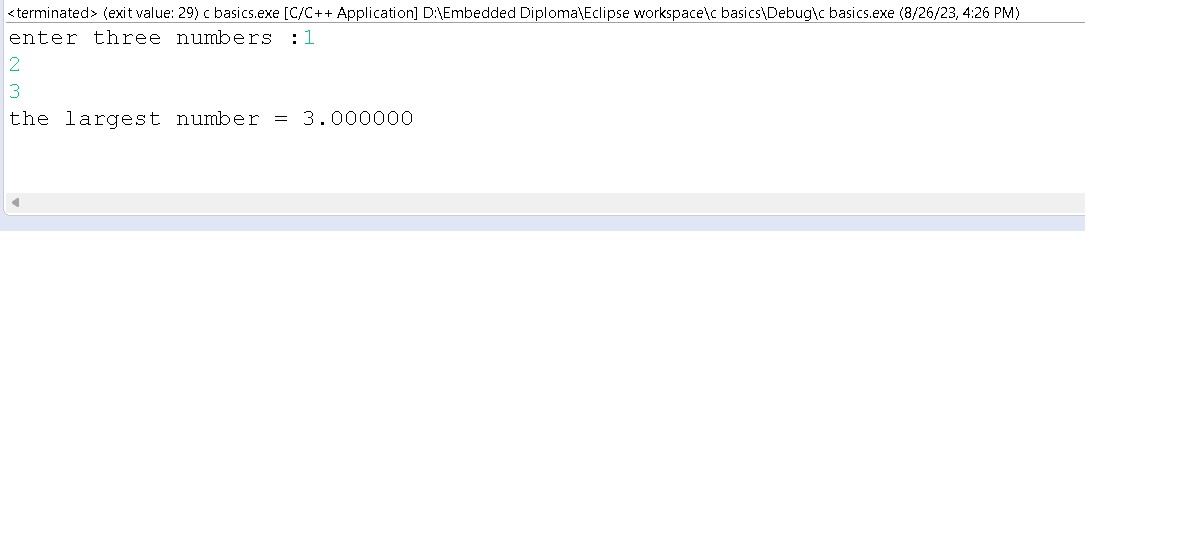 <terminated> (exit value: 29) c basics.exe [C/C++ Application] D:\Embedded Diploma\Eclipse workspace\c basics\Debug\c basics.exe (8/26/23, 4:26 PM)
enter three numbers :1
2
3
the largest number = 3.000000